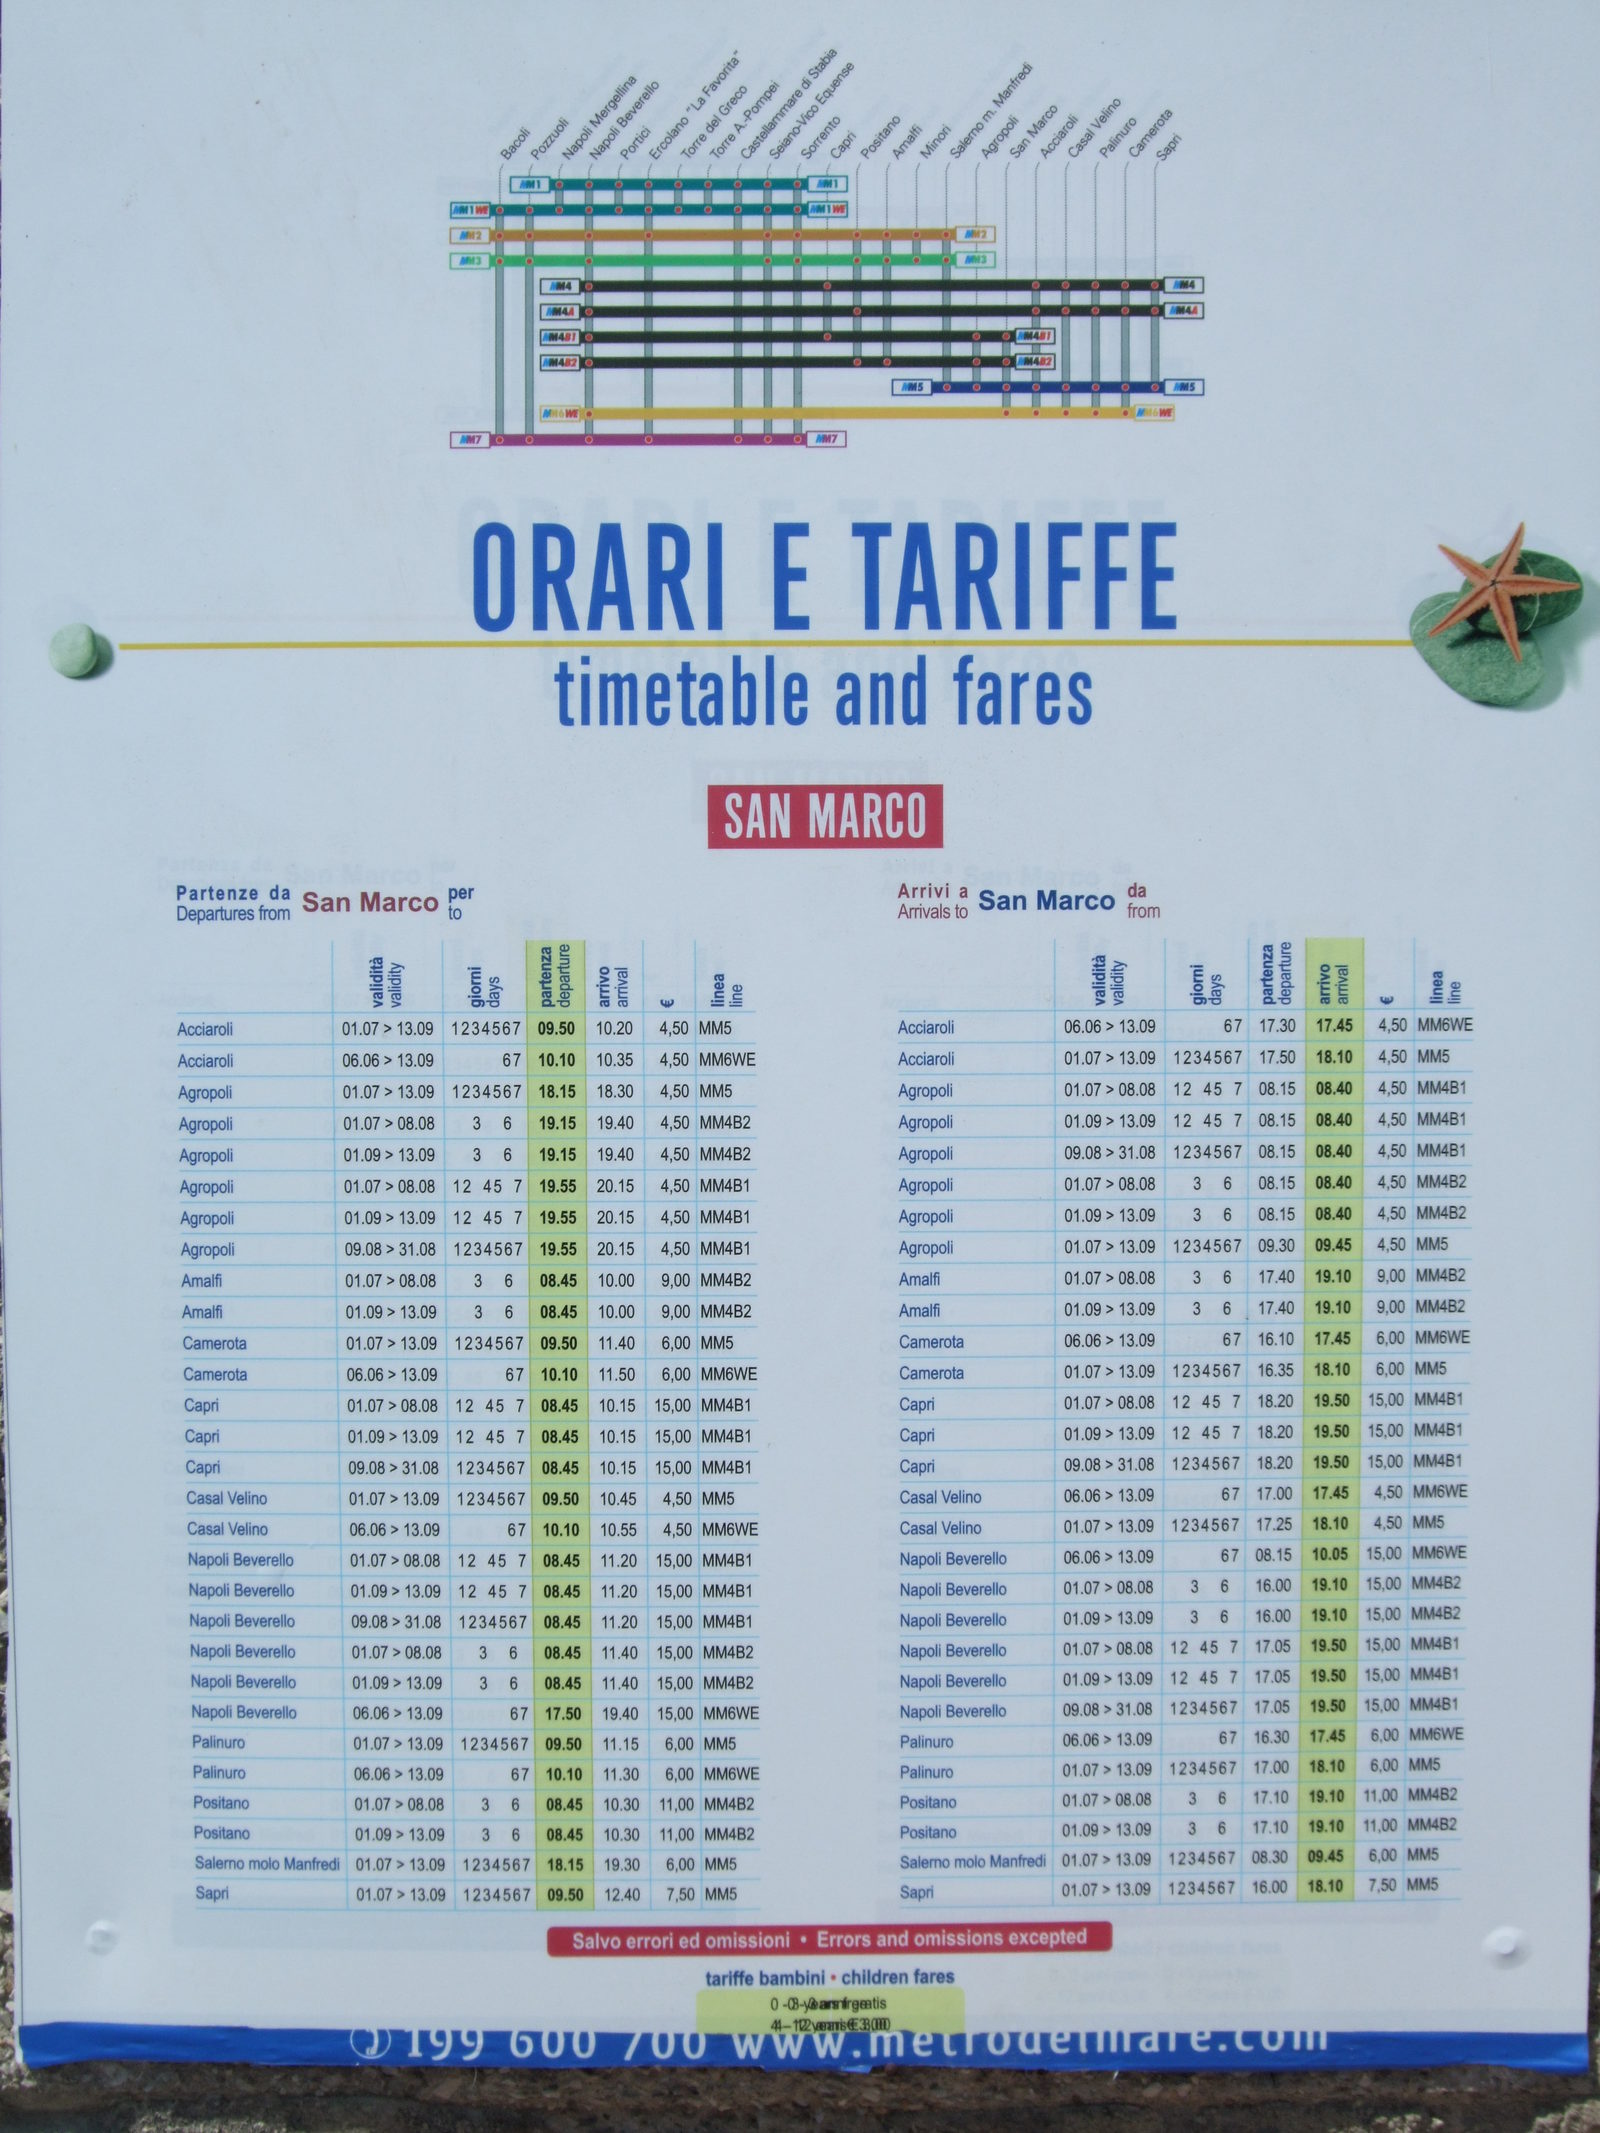 Bacoli
Pozzuoli
Napoli Mergellina
Napoli Beverello
Portici
Ercolano "La Favorita"
Torre del Greco
Torre A.-Pompei
Castellammare di Stabia
Seiano-Vico Equense
Sorrento
Capri
Positano
Amalfi
Minori
Salerno m. Manfredi
Agropoli
San Marco
Acciaroli
Casal Velino
Palinuro
Camerota
Sapri
MM1 MM1
MM1WE MM1WE
MM2 MM2
MM3 MM3
MM4 MM4
MM4A MM4A
MM4B1 MM4B1
MM4B2 MM4B2
MM5 MM5
MM6WE MM6WE
MM7 MM7
ORARI E TARIFFE
timetable and fares
SAN MARCO
Partenze da San Marco per
Departures from to
validità validity giorni days partenza departure arrivo arrival € linea line
Acciaroli 01.07 > 13.09 1234567 09.50 10.20 4,50 MM5
Acciaroli 06.06 > 13.09 67 10.10 10.35 4,50 MM6WE
Agropoli 01.07 > 13.09 1234567 18.15 18.30 4,50 MM5
Agropoli 01.07 > 08.08 3 6 19.15 19.40 4,50 MM4B2
Agropoli 01.09 > 13.09 3 6 19.15 19.40 4,50 MM4B2
Agropoli 01.07 > 08.08 12 45 7 19.55 20.15 4,50 MM4B1
Agropoli 01.09 > 13.09 12 45 7 19.55 20.15 4,50 MM4B1
Agropoli 09.08 > 31.08 1234567 19.55 20.15 4,50 MM4B1
Amalfi 01.07 > 08.08 3 6 08.45 10.00 9,00 MM4B2
Amalfi 01.09 > 13.09 3 6 08.45 10.00 9,00 MM4B2
Camerota 01.07 > 13.09 1234567 09.50 11.40 6,00 MM5
Camerota 06.06 > 13.09 67 10.10 11.50 6,00 MM6WE
Capri 01.07 > 08.08 12 45 7 08.45 10.15 15,00 MM4B1
Capri 01.09 > 13.09 12 45 7 08.45 10.15 15,00 MM4B1
Capri 09.08 > 31.08 1234567 08.45 10.15 15,00 MM4B1
Casal Velino 01.07 > 13.09 1234567 09.50 10.45 4,50 MM5
Casal Velino 06.06 > 13.09 67 10.10 10.55 4,50 MM6WE
Napoli Beverello 01.07 > 08.08 12 45 7 08.45 11.20 15,00 MM4B1
Napoli Beverello 01.09 > 13.09 12 45 7 08.45 11.20 15,00 MM4B1
Napoli Beverello 09.08 > 31.08 1234567 08.45 11.20 15,00 MM4B1
Napoli Beverello 01.07 > 08.08 3 6 08.45 11.40 15,00 MM4B2
Napoli Beverello 01.09 > 13.09 3 6 08.45 11.40 15,00 MM4B2
Napoli Beverello 06.06 > 13.09 67 17.50 19.40 15,00 MM6WE
Palinuro 01.07 > 13.09 1234567 09.50 11.15 6,00 MM5
Palinuro 06.06 > 13.09 67 10.10 11.30 6,00 MM6WE
Positano 01.07 > 08.08 3 6 08.45 10.30 11,00 MM4B2
Positano 01.09 > 13.09 3 6 08.45 10.30 11,00 MM4B2
Salerno molo Manfredi 01.07 > 13.09 1234567 18.15 19.30 6,00 MM5
Sapri 01.07 > 13.09 1234567 09.50 12.40 7,50 MM5
Arrivi a San Marco da
Arrivals to from
validità validity giorni days partenza departure arrivo arrival € linea line
Acciaroli 06.06 > 13.09 67 17.30 17.45 4,50 MM6WE
Acciaroli 01.07 > 13.09 1234567 17.50 18.10 4,50 MM5
Agropoli 01.07 > 08.08 12 45 7 08.15 08.40 4,50 MM4B1
Agropoli 01.09 > 13.09 12 45 7 08.15 08.40 4,50 MM4B1
Agropoli 09.08 > 31.08 1234567 08.15 08.40 4,50 MM4B1
Agropoli 01.07 > 08.08 3 6 08.15 08.40 4,50 MM4B2
Agropoli 01.09 > 13.09 3 6 08.15 08.40 4,50 MM4B2
Agropoli 01.07 > 13.09 1234567 09.30 09.45 4,50 MM5
Amalfi 01.07 > 08.08 3 6 17.40 19.10 9,00 MM4B2
Amalfi 01.09 > 13.09 3 6 17.40 19.10 9,00 MM4B2
Camerota 06.06 > 13.09 67 16.10 17.45 6,00 MM6WE
Camerota 01.07 > 13.09 1234567 16.35 18.10 6,00 MM5
Capri 01.07 > 08.08 12 45 7 18.20 19.50 15,00 MM4B1
Capri 01.09 > 13.09 12 45 7 18.20 19.50 15,00 MM4B1
Capri 09.08 > 31.08 1234567 18.20 19.50 15,00 MM4B1
Casal Velino 06.06 > 13.09 67 17.00 17.45 4,50 MM6WE
Casal Velino 01.07 > 13.09 1234567 17.25 18.10 4,50 MM5
Napoli Beverello 06.06 > 13.09 67 08.15 10.05 15,00 MM6WE
Napoli Beverello 01.07 > 08.08 3 6 16.00 19.10 15,00 MM4B2
Napoli Beverello 01.09 > 13.09 3 6 16.00 19.10 15,00 MM4B2
Napoli Beverello 01.07 > 08.08 12 45 7 17.05 19.50 15,00 MM4B1
Napoli Beverello 01.09 > 13.09 12 45 7 17.05 19.50 15,00 MM4B1
Napoli Beverello 09.08 > 31.08 1234567 17.05 19.50 15,00 MM4B1
Palinuro 06.06 > 13.09 67 16.30 17.45 6,00 MM6WE
Palinuro 01.07 > 13.09 1234567 17.00 18.10 6,00 MM5
Positano 01.07 > 08.08 3 6 17.10 19.10 11,00 MM4B2
Positano 01.09 > 13.09 3 6 17.10 19.10 11,00 MM4B2
Salerno molo Manfredi 01.07 > 13.09 1234567 08.30 09.45 6,00 MM5
Sapri 01.07 > 13.09 1234567 16.00 18.10 7,50 MM5
Salvo errori ed omissioni • Errors and omissions excepted
tariffe bambini • children fares
199 600 700 www.metrodelmare.com